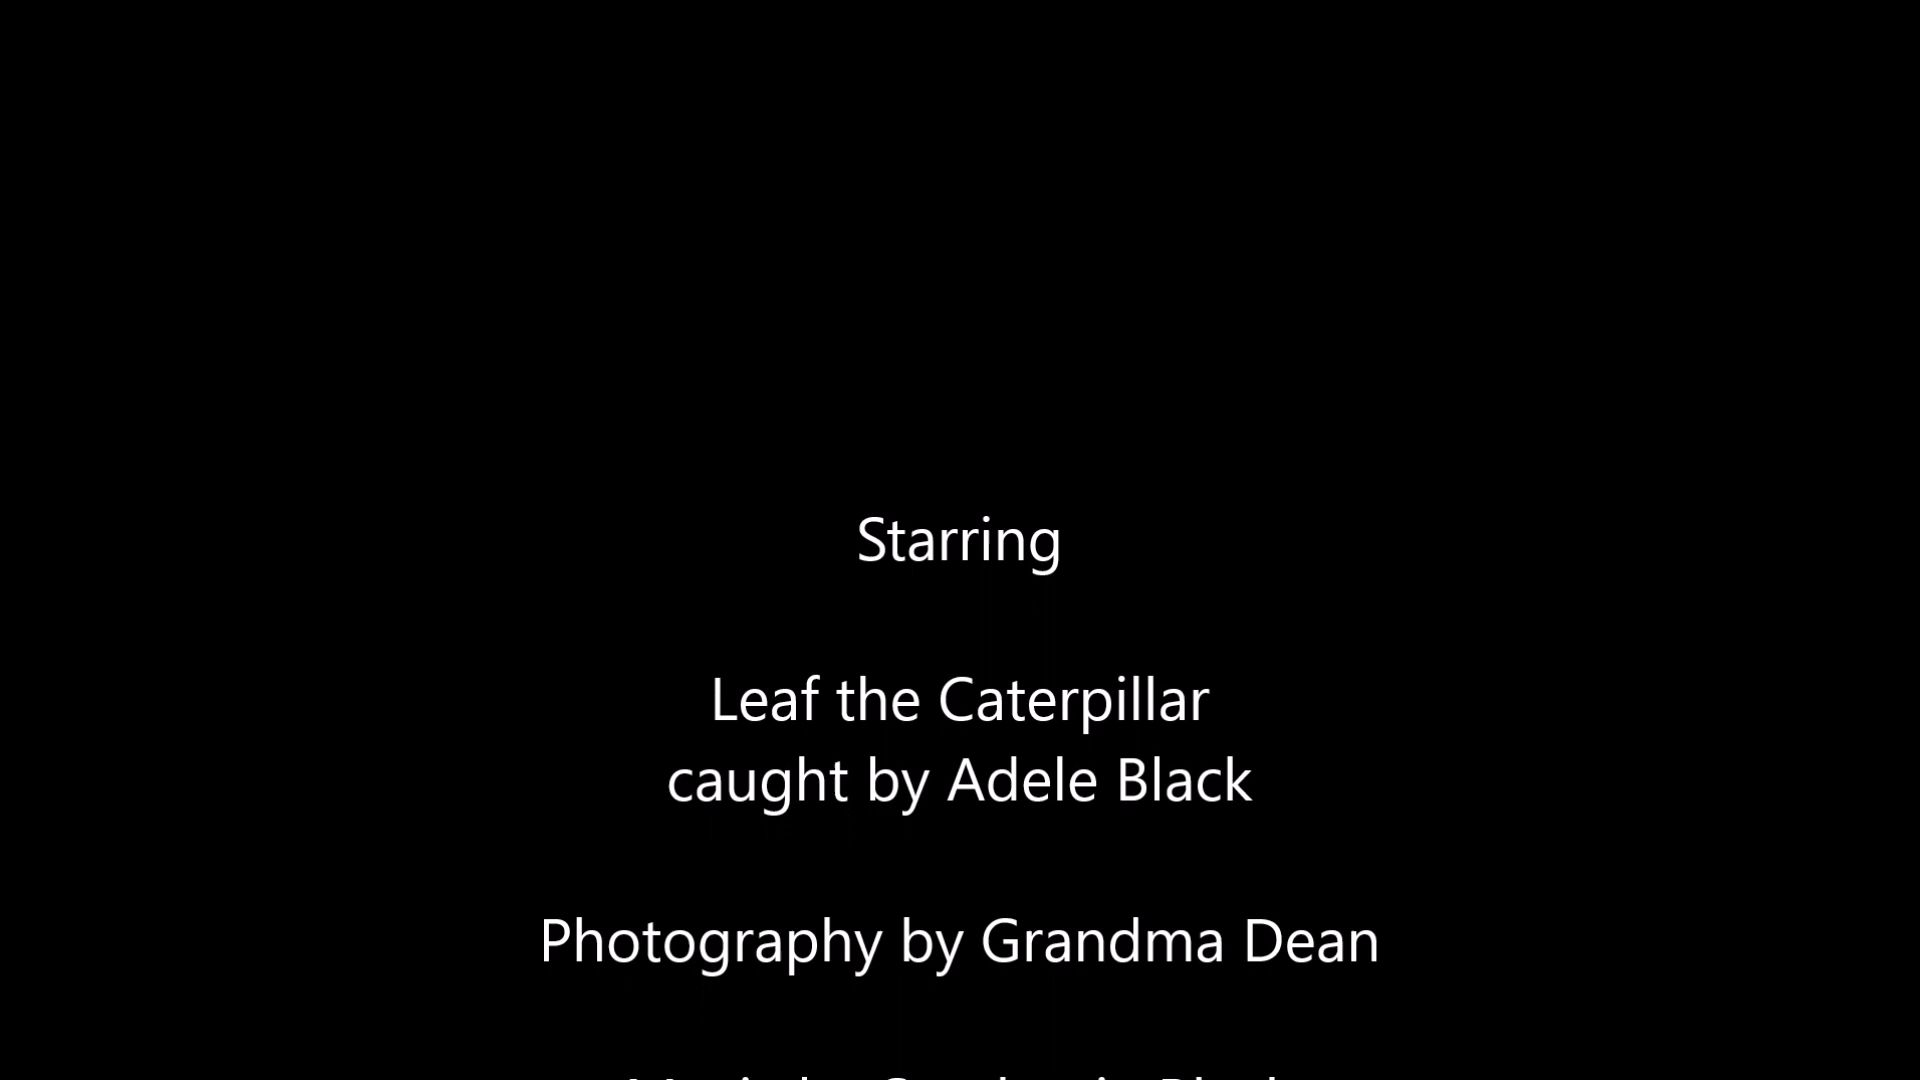 Starring
Leaf the Caterpillar
caught by Adele Black
Photography by Grandma Dean